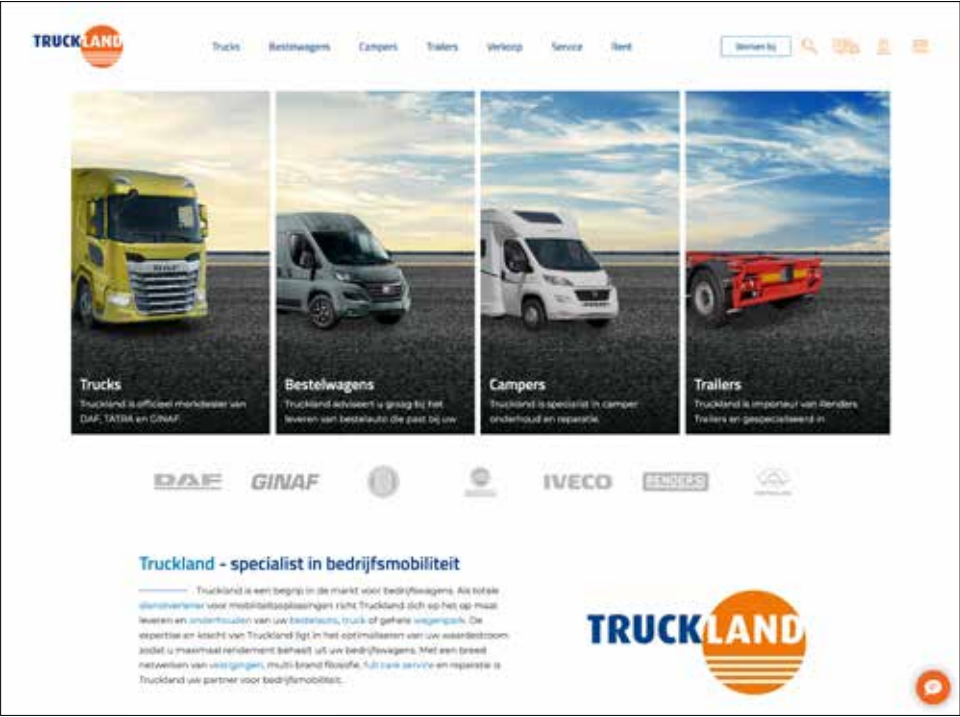 TRUCKLAND
Trucks Bestelwagens Campers Trailers Verkoop Service Rent
Werken bij
DAF
Trucks
Truckland is officieel merkdealer van
DAF, TATRA en GINAF.
Bestelwagens
Truckland adviseert u graag bij het
leveren van bestelauto die past bij uw
Campers
Truckland is specialist in camper
onderhoud en reparatie.
Trailers
Truckland is importeur van Renders
Trailers en gespecialiseerd in
DAF GINAF IVECO RENDERS
Truckland - specialist in bedrijfsmobiliteit
Truckland is een begrip in de markt voor bedrijfswagens. Als totale
dienstverlener voor mobiliteitsoplossingen richt Truckland zich op het op maat
leveren en onderhouden van uw bestelauto, truck of gehele wagenpark. De
expertise en kracht van Truckland ligt in het optimaliseren van uw waardestroom
zodat u maximaal rendement behaalt uit uw bedrijfswagens. Met een breed
netwerken van vestigingen, multi-brand filosofie, full care service en reparatie is
Truckland uw partner voor bedrijfsmobiliteit.
TRUCKLAND